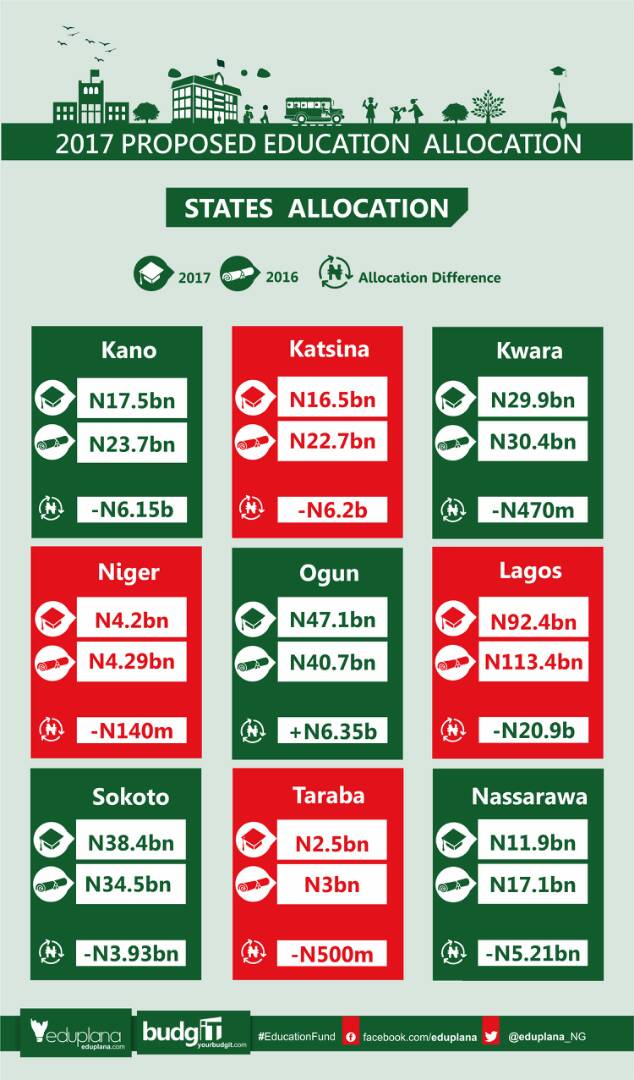 2017 PROPOSED EDUCATION ALLOCATION
STATES ALLOCATION
2017
2016
Allocation Difference
Kano
N17.5bn
N23.7bn
-N6.15b
Katsina
N16.5bn
N22.7bn
-N6.2b
Kwara
N29.9bn
N30.4bn
-N470m
Niger
N4.2bn
N4.29bn
-N140m
Ogun
N47.1bn
N40.7bn
+N6.35b
Lagos
N92.4bn
N113.4bn
-N20.9b
Sokoto
N38.4bn
N34.5bn
-N3.93bn
Taraba
N2.5bn
N3bn
-N500m
Nassarawa
N11.9bn
N17.1bn
-N5.21bn
eduplana
eduplana.com
budgIT
yourbudgit.com
#EducationFund
facebook.com/eduplana
@eduplana_NG